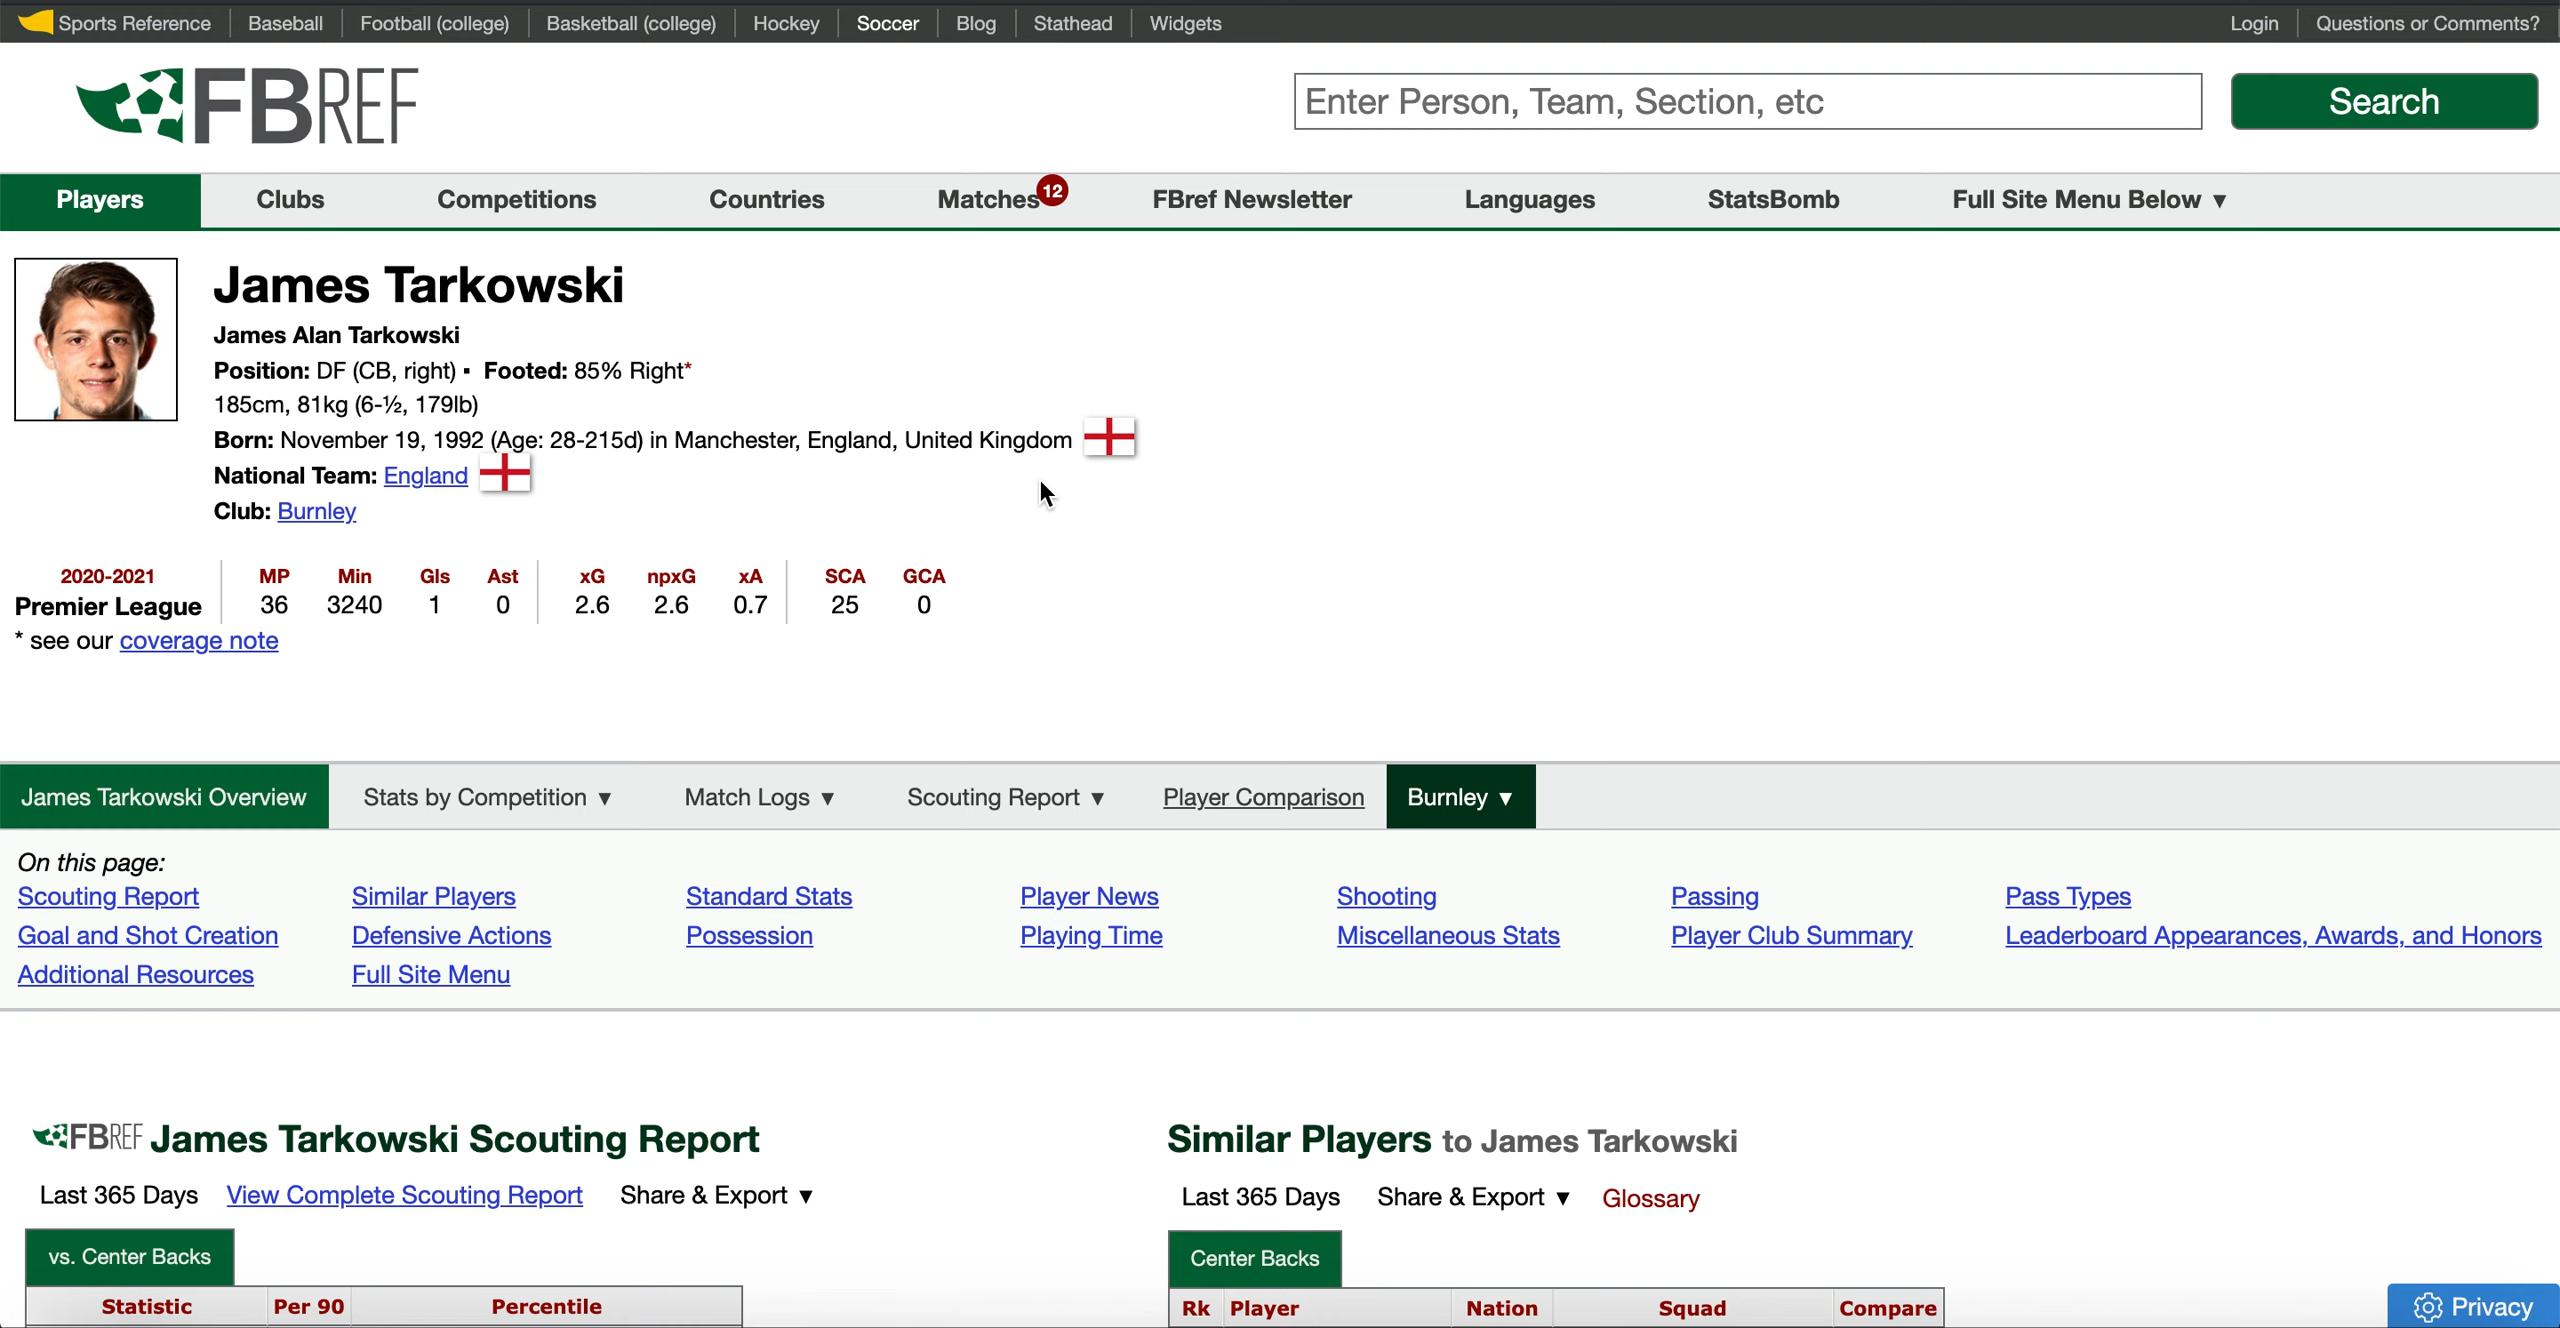 Sports Reference Baseball Football (college) Basketball (college) Hockey Soccer Blog Stathead Widgets Login Questions or Comments?
FBREF
Enter Person, Team, Section, etc Search
Players Clubs Competitions Countries Matches 12 FBref Newsletter Languages StatsBomb Full Site Menu Below ▼
James Tarkowski
James Alan Tarkowski
Position: DF (CB, right) ▪ Footed: 85% Right*
185cm, 81kg (6-½, 179lb)
Born: November 19, 1992 (Age: 28-215d) in Manchester, England, United Kingdom
National Team: England
Club: Burnley
2020-2021 MP Min Gls Ast xG npxG xA SCA GCA
Premier League 36 3240 1 0 2.6 2.6 0.7 25 0
* see our coverage note
James Tarkowski Overview Stats by Competition ▼ Match Logs ▼ Scouting Report ▼ Player Comparison Burnley ▼
On this page:
Scouting Report Similar Players Standard Stats Player News Shooting Passing Pass Types
Goal and Shot Creation Defensive Actions Possession Playing Time Miscellaneous Stats Player Club Summary Leaderboard Appearances, Awards, and Honors
Additional Resources Full Site Menu
FBREF James Tarkowski Scouting Report
Last 365 Days View Complete Scouting Report Share & Export ▼
vs. Center Backs
Statistic Per 90 Percentile
Similar Players to James Tarkowski
Last 365 Days Share & Export ▼ Glossary
Center Backs
Rk Player Nation Squad Compare
Privacy